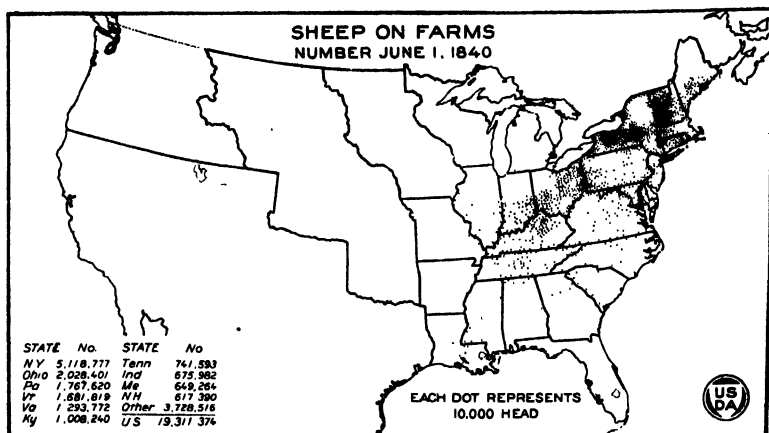 SHEEP ON FARMS
NUMBER JUNE 1, 1840
STATE No. STATE No
NY 5,118,777 Tenn 741,593
Ohio 2,028,401 Ind 675,982
Pa 1,767,620 Me 649,264
Vt 1,681,819 NH 617 390
Va 1 293,772 Other 3,728,516
Ky 1,008,240 US 19,311 374
EACH DOT REPRESENTS
10,000 HEAD
US
DA